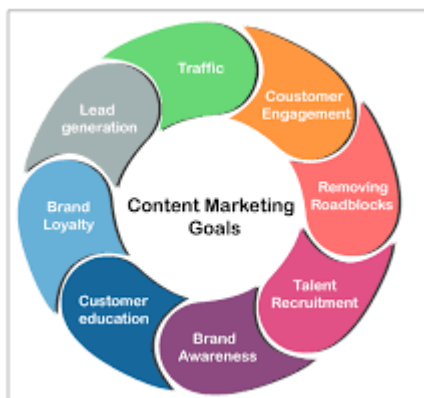 Traffic
Coustomer
Engagement
Removing
Roadblocks
Talent
Recruitment
Brand
Awareness
Customer
education
Brand
Loyalty
Lead
generation
Content Marketing
Goals